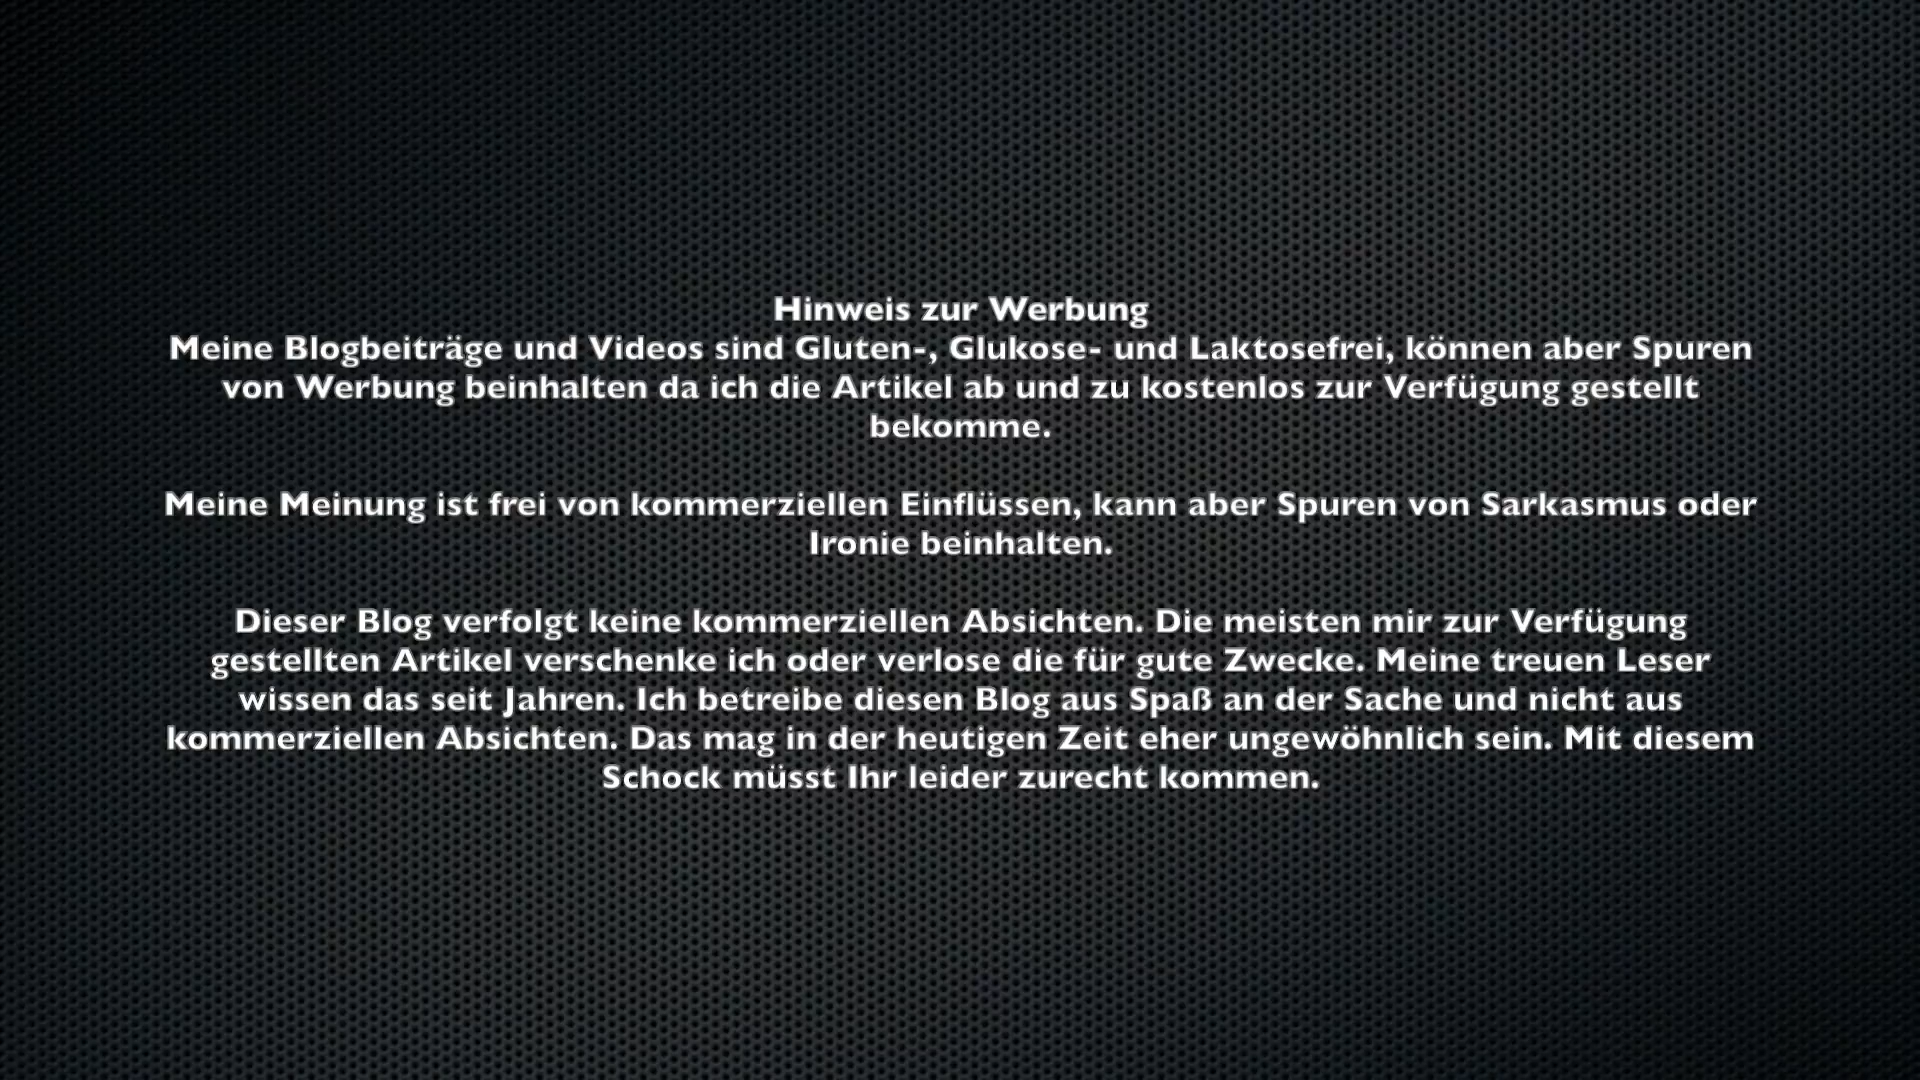 Hinweis zur Werbung
Meine Blogbeiträge und Videos sind Gluten-, Glukose- und Laktosefrei, können aber Spuren
von Werbung beinhalten da ich die Artikel ab und zu kostenlos zur Verfügung gestellt
bekomme.
Meine Meinung ist frei von kommerziellen Einflüssen, kann aber Spuren von Sarkasmus oder
Ironie beinhalten.
Dieser Blog verfolgt keine kommerziellen Absichten. Die meisten mir zur Verfügung
gestellten Artikel verschenke ich oder verlose die für gute Zwecke. Meine treuen Leser
wissen das seit Jahren. Ich betreibe diesen Blog aus Spaß an der Sache und nicht aus
kommerziellen Absichten. Das mag in der heutigen Zeit eher ungewöhnlich sein. Mit diesem
Schock müsst Ihr leider zurecht kommen.